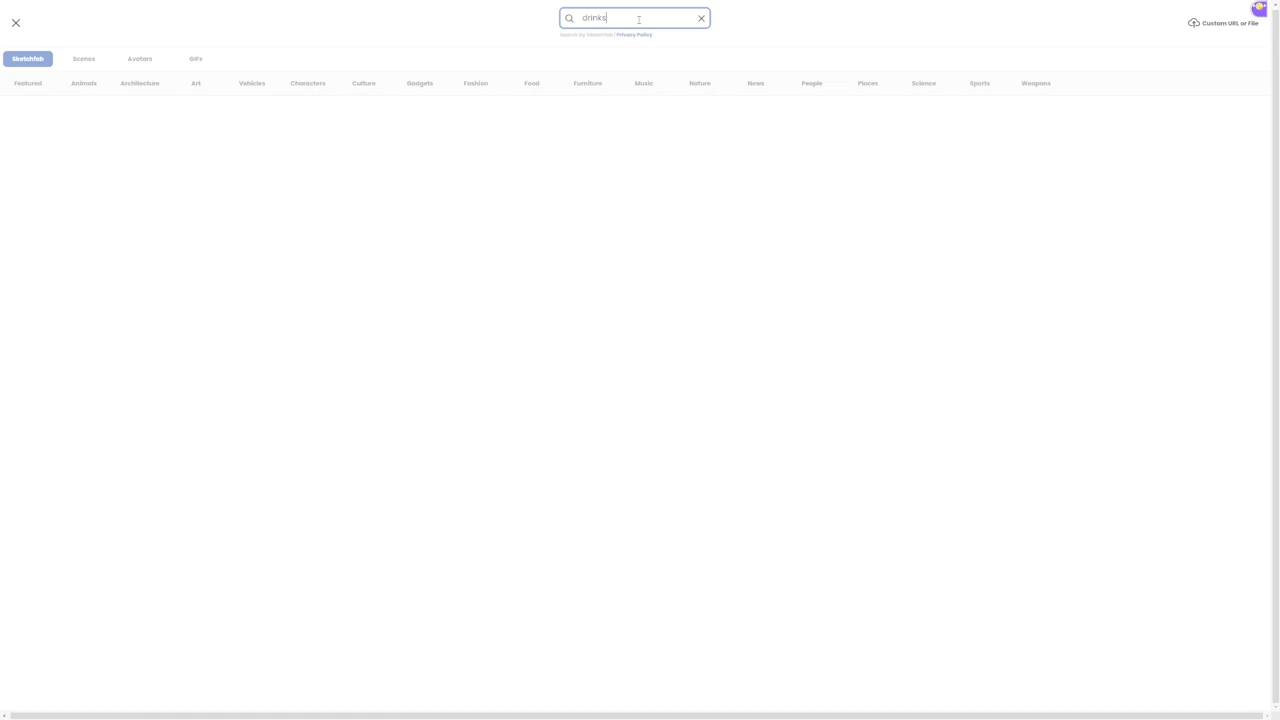 drinks
Search by Sketchfab | Privacy Policy
Custom URL or File
Sketchfab Scenes Avatars GIFs
Featured Animals Architecture Art Vehicles Characters Culture Gadgets Fashion Food Furniture Music Nature News People Places Science Sports Weapons